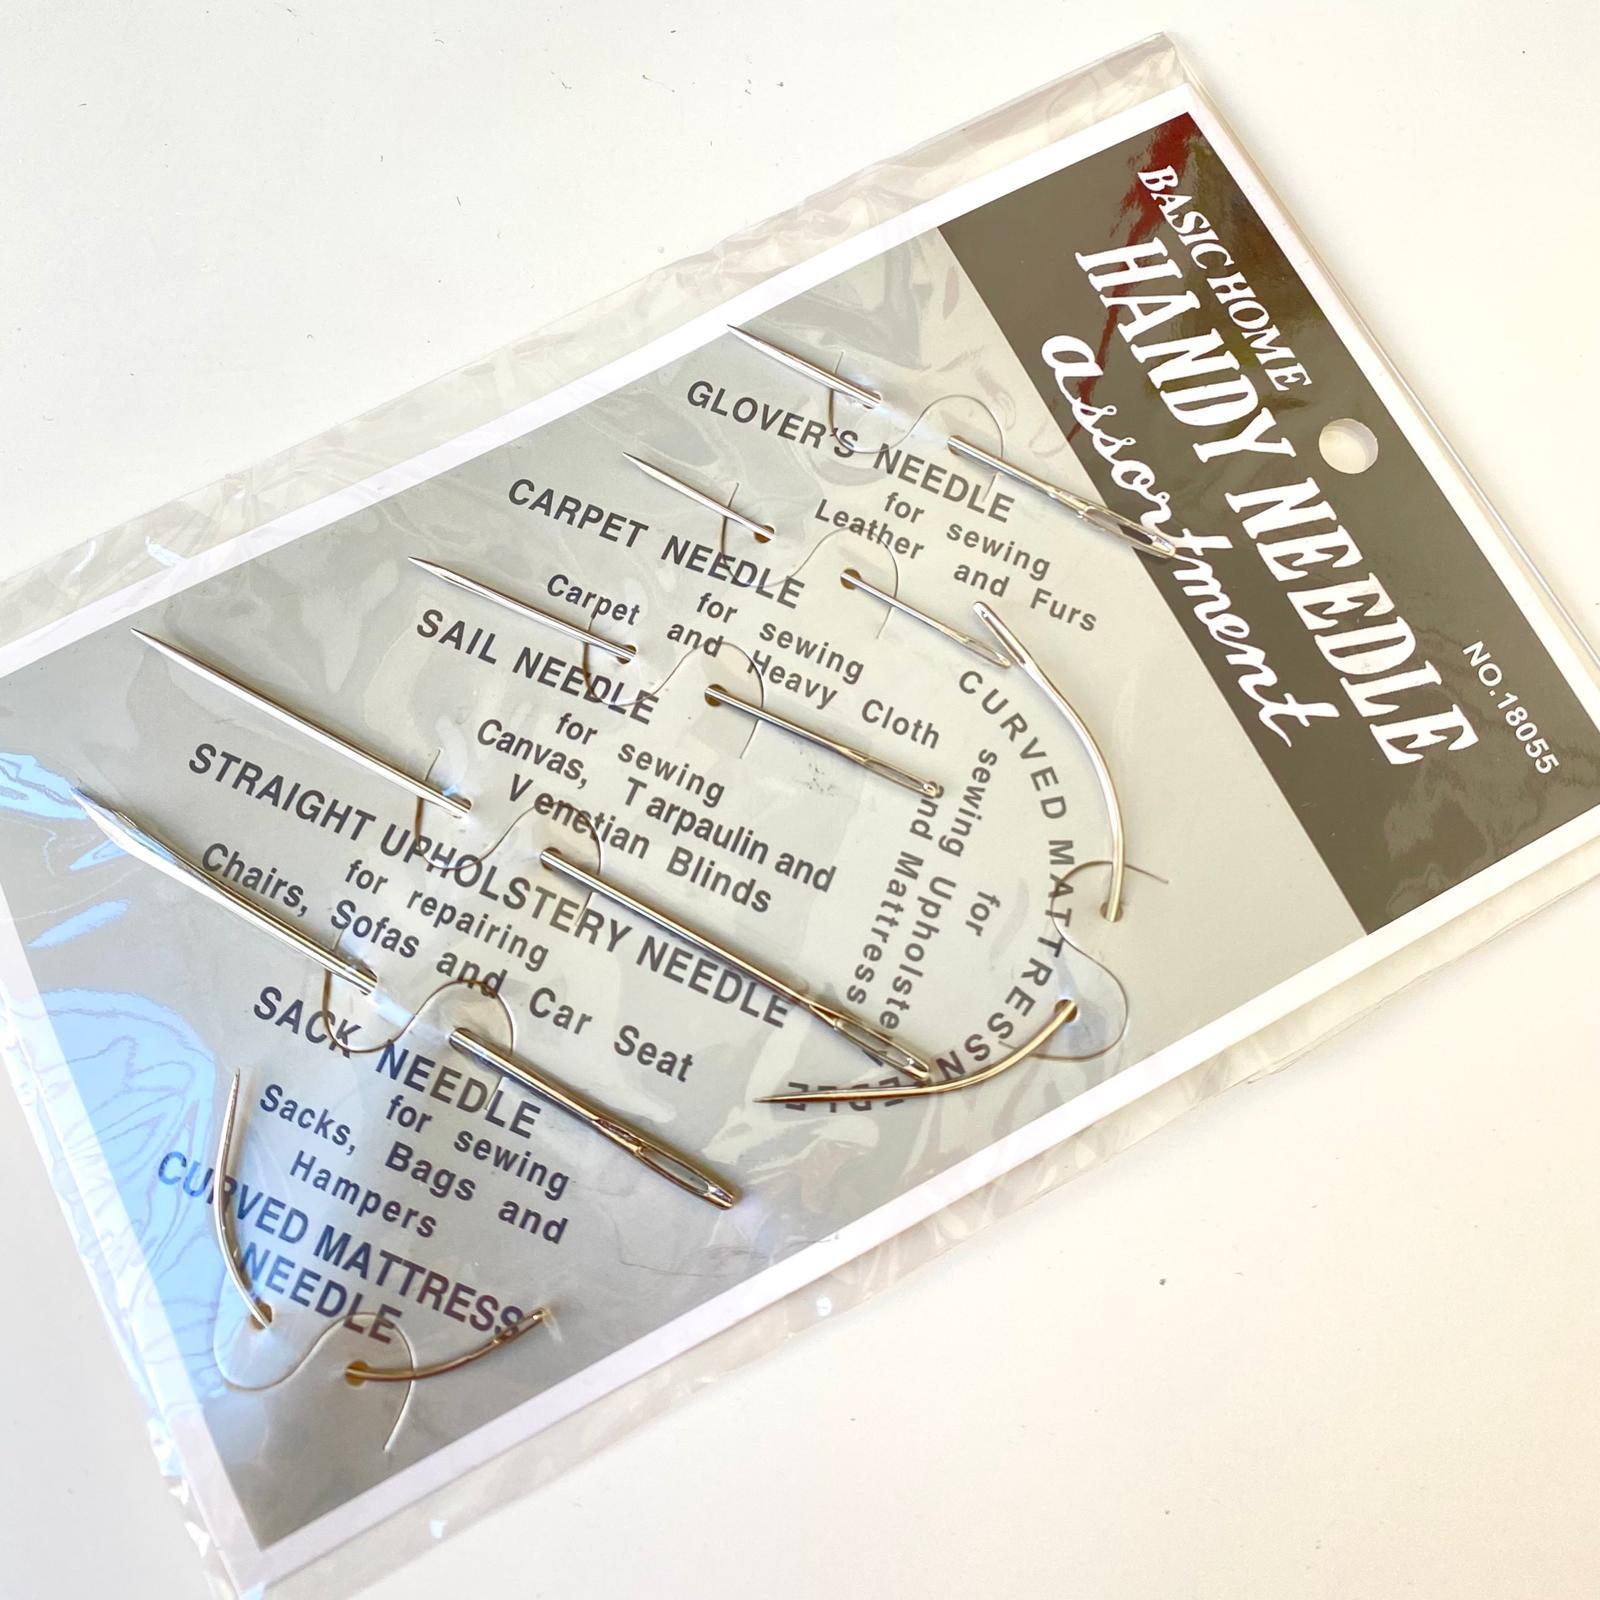 BASIC HOME
HANDY NEEDLE
assortment
NO.18055
GLOVER'S NEEDLE
for sewing
Leather and Furs
CARPET NEEDLE
for sewing
Carpet and Heavy Cloth
SAIL NEEDLE
for sewing
Canvas, Tarpaulin and
Venetian Blinds
STRAIGHT UPHOLSTERY NEEDLE
for repairing
Chairs, Sofas and Car Seat
SACK NEEDLE
for sewing
Sacks, Bags and
Hampers
CURVED MATTRESS
NEEDLE
CURVED MATTRESSNEEDLE
for
sewing Upholste
and Mattress